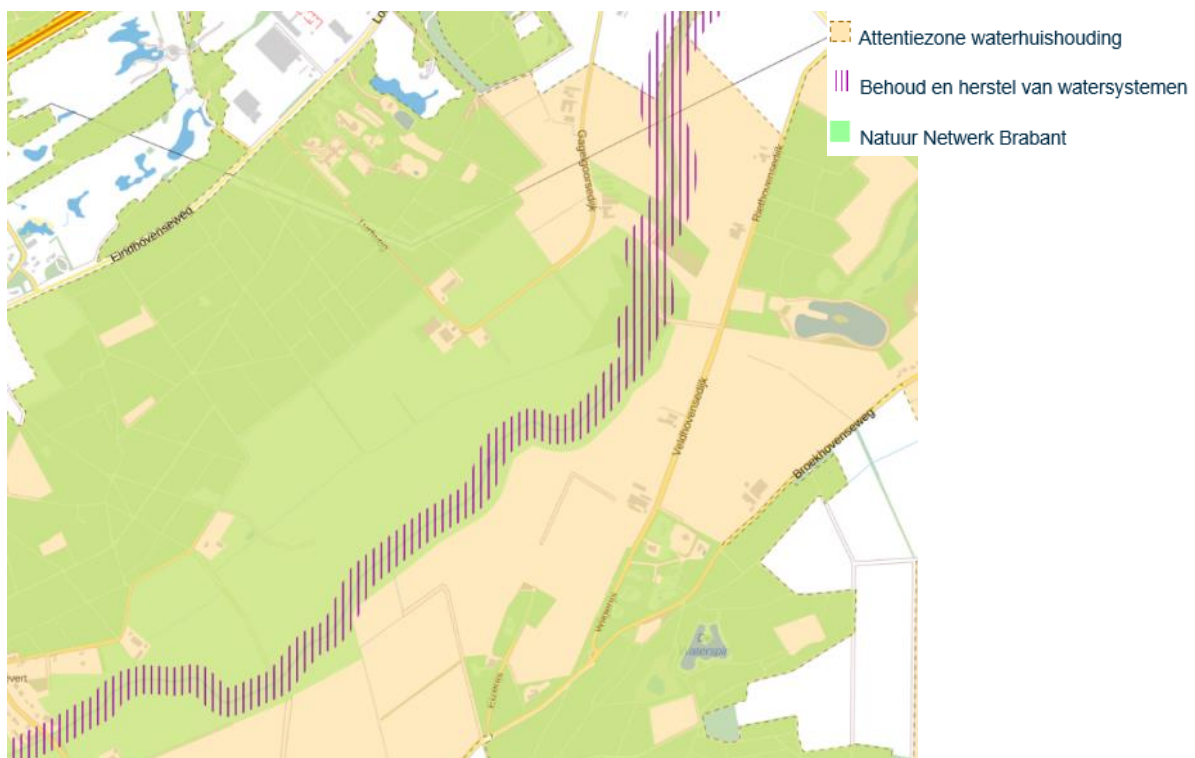 Attentiezone waterhuishouding
Behoud en herstel van watersystemen
Natuur Netwerk Brabant
Gagelgoorsedijk
Riethovensedijk
Eindhovenseweg
Veldhovensedijk
Broekhovenseweg